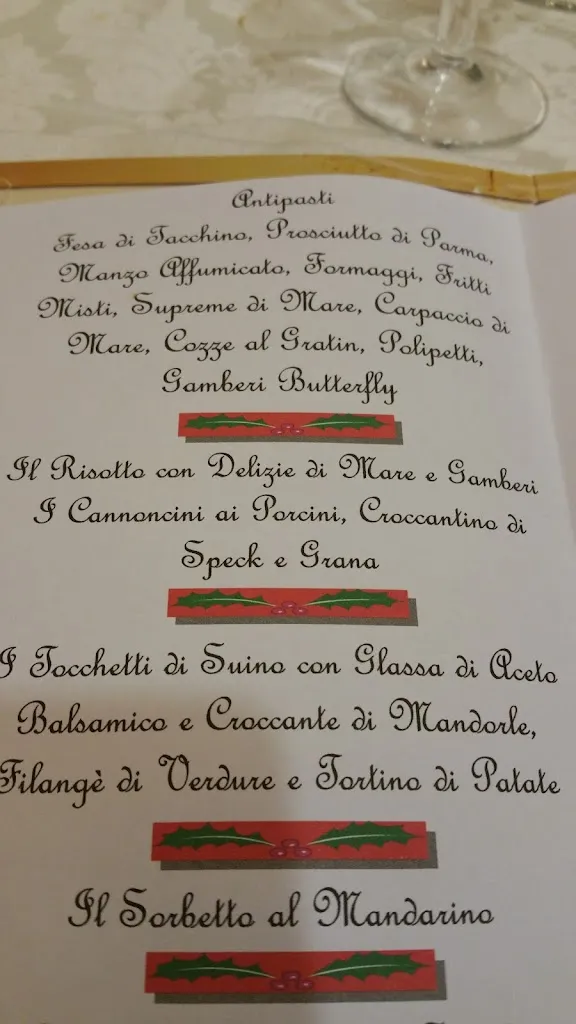 Antipasti
Fesa di Tacchino, Prosciutto di Parma,
Manzo Affumicato, Formaggi, Fritti
Misti, Supreme di Mare, Carpaccio di
Mare, Cozze al Gratin, Polipetti,
Gamberi Butterfly
Il Risotto con Delizie di Mare e Gamberi
I Cannoncini ai Porcini, Croccantino di
Speck e Grana
I Tocchetti di Suino con Glassa di Aceto
Balsamico e Croccante di Mandorle,
Filangè di Verdure e Tortino di Patate
Il Sorbetto al Mandarino